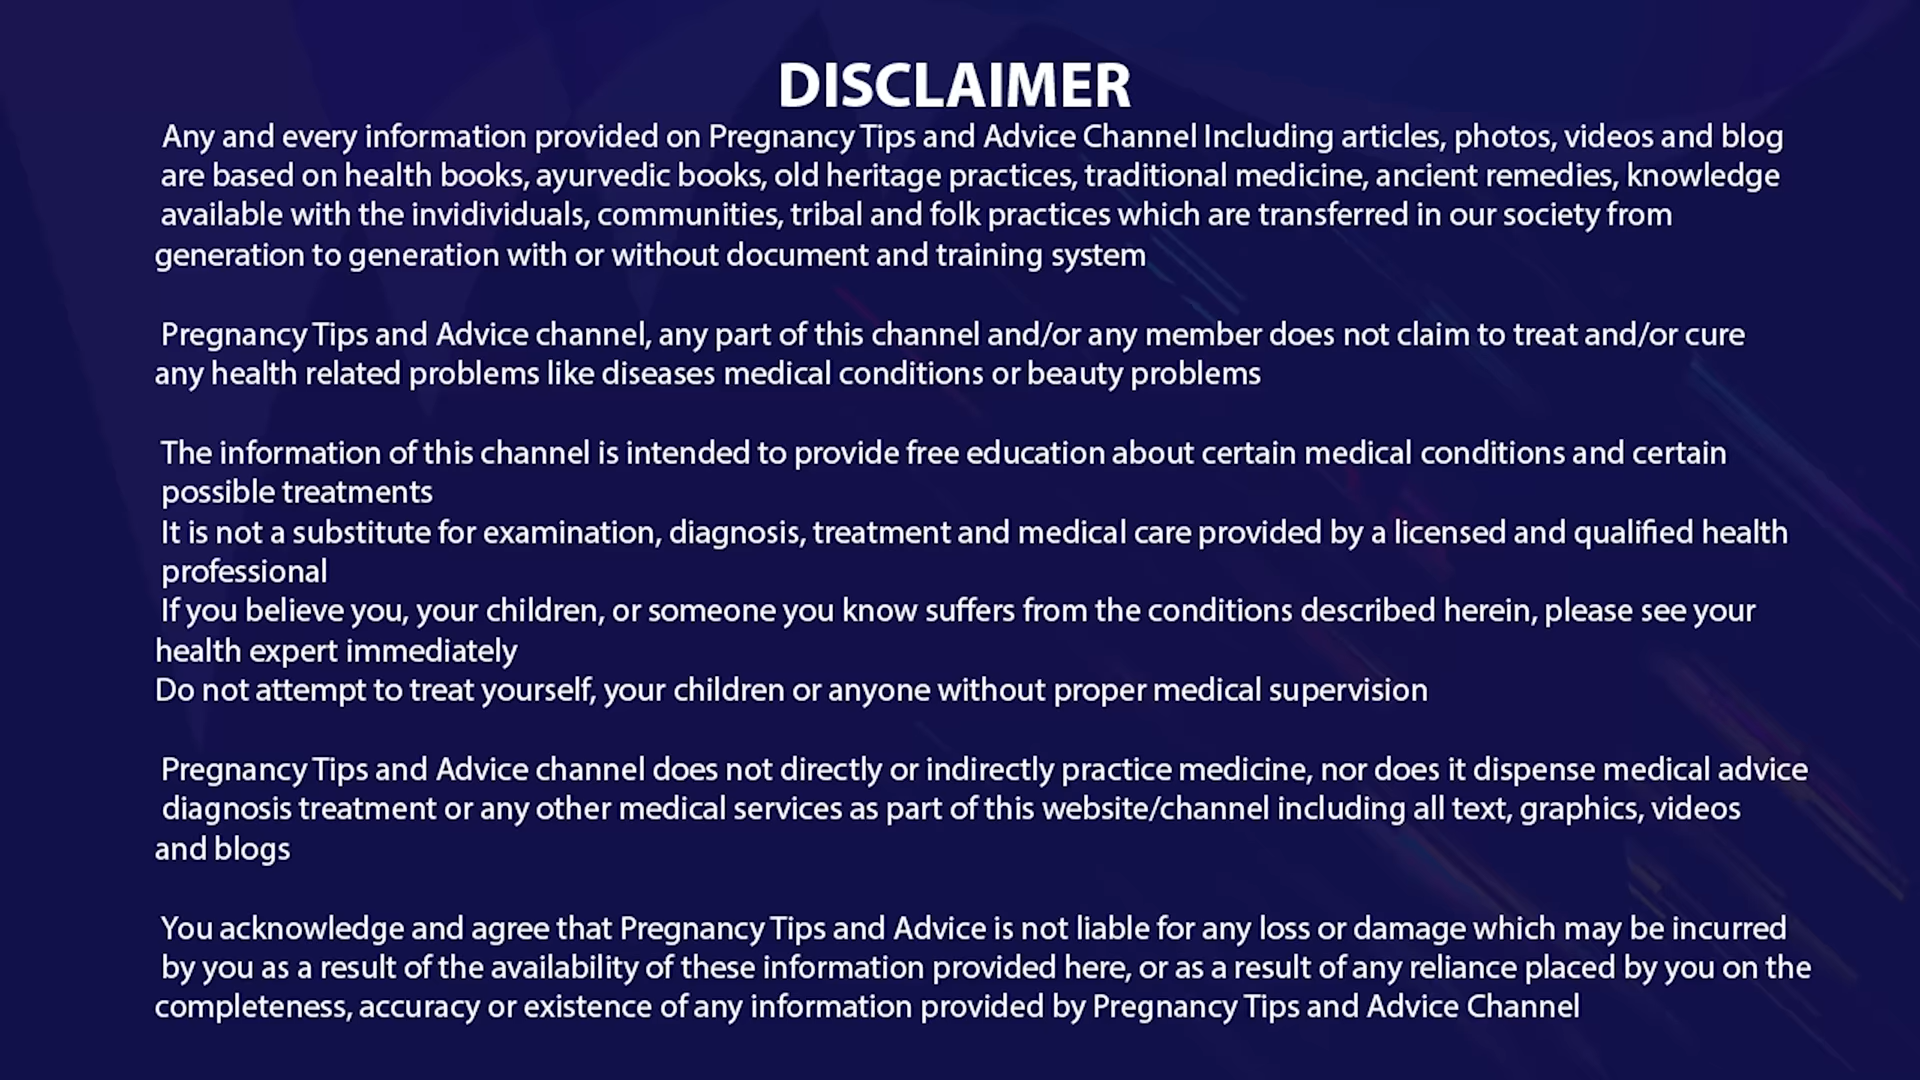 DISCLAIMER
Any and every information provided on Pregnancy Tips and Advice Channel Including articles, photos, videos and blog
are based on health books, ayurvedic books, old heritage practices, traditional medicine, ancient remedies, knowledge
available with the invidividuals, communities, tribal and folk practices which are transferred in our society from
generation to generation with or without document and training system
Pregnancy Tips and Advice channel, any part of this channel and/or any member does not claim to treat and/or cure
any health related problems like diseases medical conditions or beauty problems
The information of this channel is intended to provide free education about certain medical conditions and certain
possible treatments
It is not a substitute for examination, diagnosis, treatment and medical care provided by a licensed and qualified health
professional
If you believe you, your children, or someone you know suffers from the conditions described herein, please see your
health expert immediately
Do not attempt to treat yourself, your children or anyone without proper medical supervision
Pregnancy Tips and Advice channel does not directly or indirectly practice medicine, nor does it dispense medical advice
diagnosis treatment or any other medical services as part of this website/channel including all text, graphics, videos
and blogs
You acknowledge and agree that Pregnancy Tips and Advice is not liable for any loss or damage which may be incurred
by you as a result of the availability of these information provided here, or as a result of any reliance placed by you on the
completeness, accuracy or existence of any information provided by Pregnancy Tips and Advice Channel